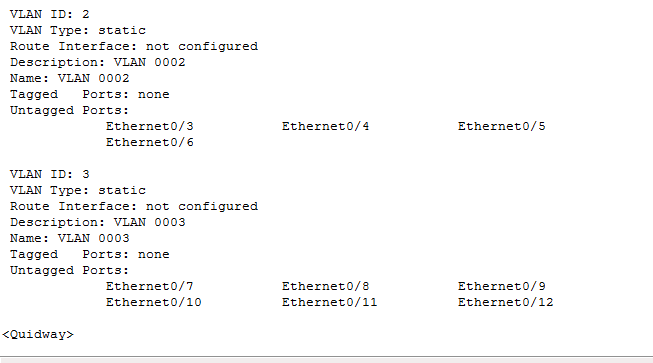 VLAN ID: 2
VLAN Type: static
Route Interface: not configured
Description: VLAN 0002
Name: VLAN 0002
Tagged   Ports: none
Untagged Ports:
Ethernet0/3           Ethernet0/4           Ethernet0/5
Ethernet0/6
VLAN ID: 3
VLAN Type: static
Route Interface: not configured
Description: VLAN 0003
Name: VLAN 0003
Tagged   Ports: none
Untagged Ports:
Ethernet0/7           Ethernet0/8           Ethernet0/9
Ethernet0/10          Ethernet0/11          Ethernet0/12
<Quidway>